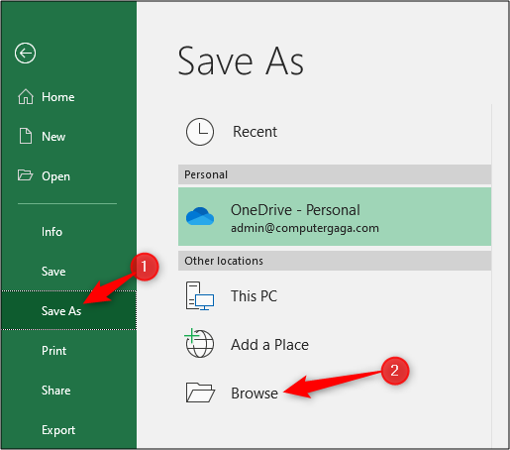 Save As
Home
New
Open
Info
Save
Save As
Print
Share
Export
Recent
Personal
OneDrive - Personal
admin@computergaga.com
Other locations
This PC
Add a Place
Browse
1
2